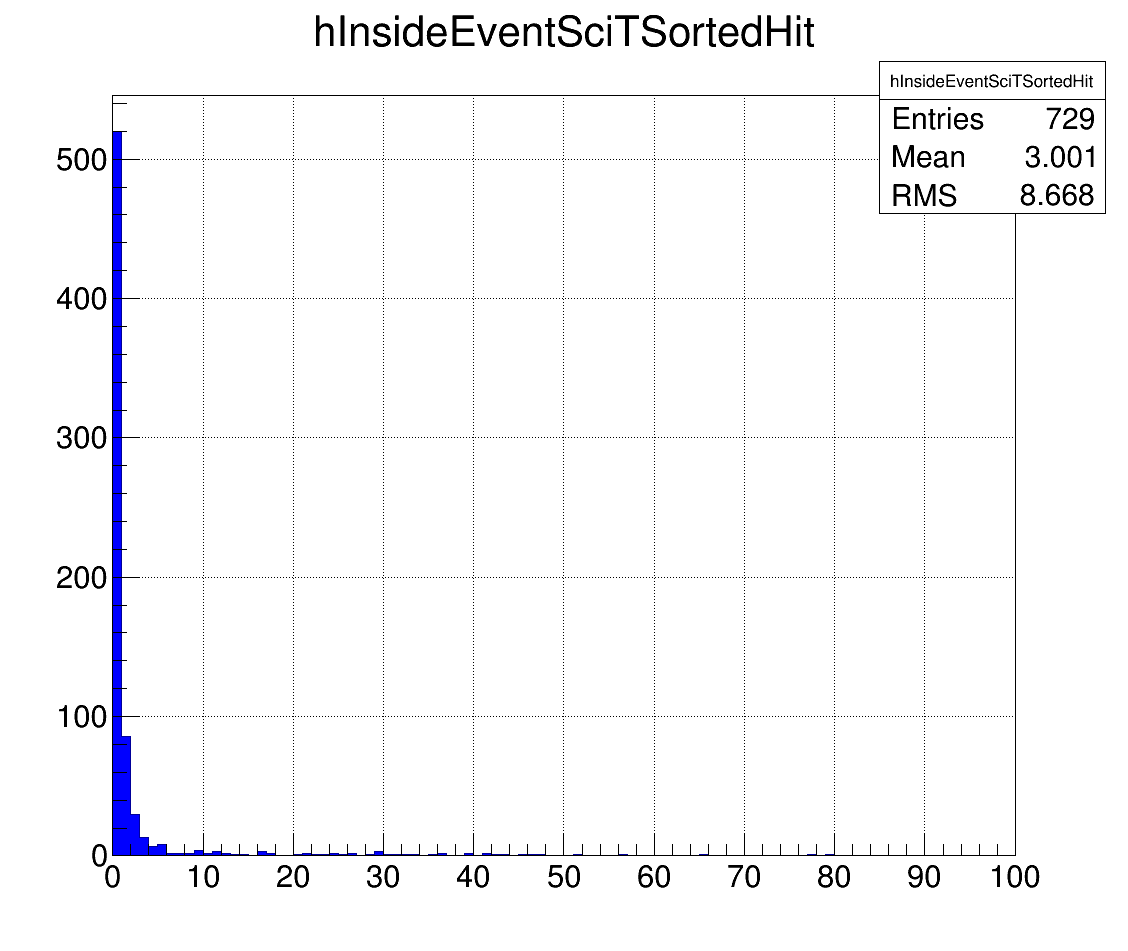 hInsideEventSciTSortedHit
hInsideEventSciTSortedHit
Entries 729
Mean 3.001
RMS 8.668
500
400
300
200
100
0
0 10 20 30 40 50 60 70 80 90 100